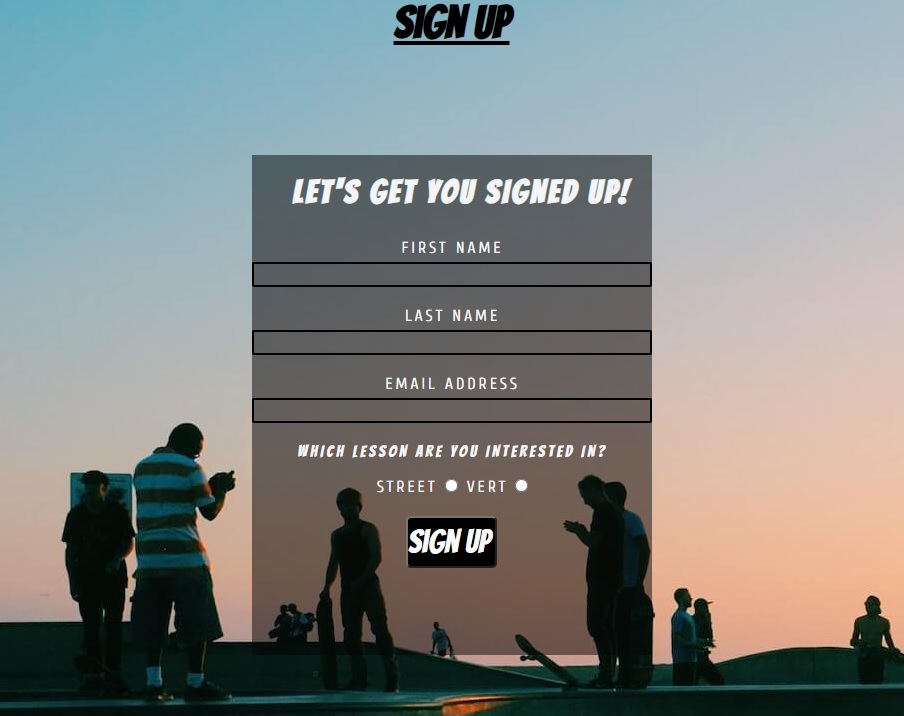 SIGN UP
LET'S GET YOU SIGNED UP!
FIRST NAME
LAST NAME
EMAIL ADDRESS
WHICH LESSON ARE YOU INTERESTED IN?
STREET VERT
SIGN UP